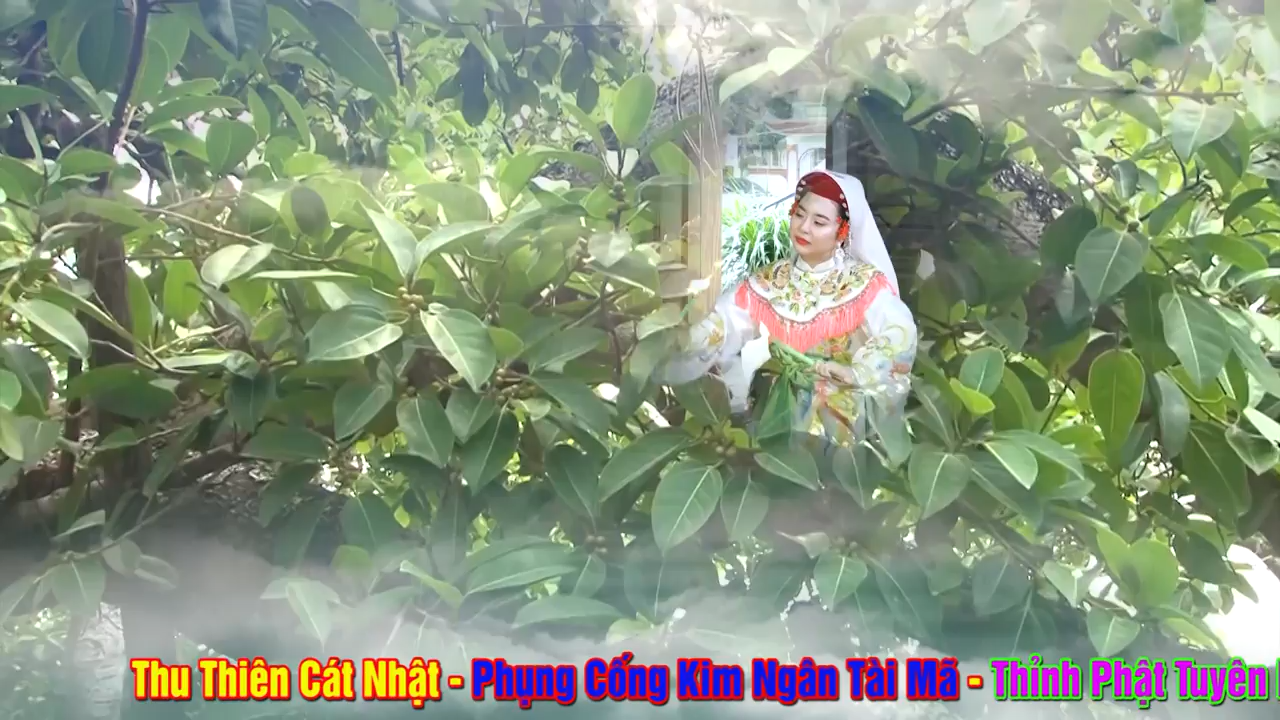 Thu Thiên Cát Nhật - Phụng Cống Kim Ngân Tài Mã - Thỉnh Phật Tuyên